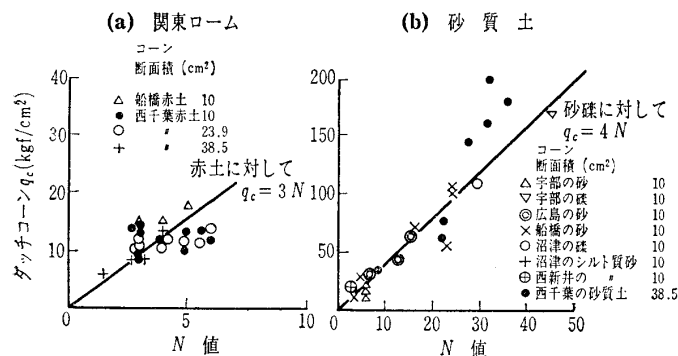 (a) 関東ローム
コーン
断面積 (cm²)
△ 船橋赤土 10
● 西千葉赤土10
○ 〃 23.9
+ 〃 38.5
赤土に対して
qc = 3 N
ダッチコーン qc (kgf/cm²)
40
30
20
10
0
5
10
N 値
(b) 砂 質 土
200
150
100
50
0
10
20
30
40
50
N 値
砂礫に対して
qc = 4 N
コーン
断面積 (cm²)
△ 宇部の砂 10
▽ 宇部の礫 10
◎ 広島の砂 10
× 船橋の砂 10
○ 沼津の礫 10
+ 沼津のシルト質砂 10
⊕ 西新井の 〃 10
● 西千葉の砂質土 38.5